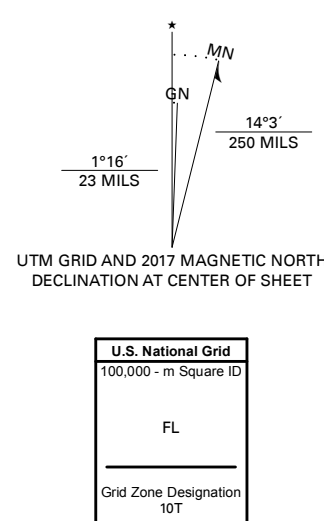 ★
MN
GN
14°3´
250 MILS
1°16´
23 MILS
UTM GRID AND 2017 MAGNETIC NORTH
DECLINATION AT CENTER OF SHEET
U.S. National Grid
100,000 - m Square ID
FL
Grid Zone Designation
10T